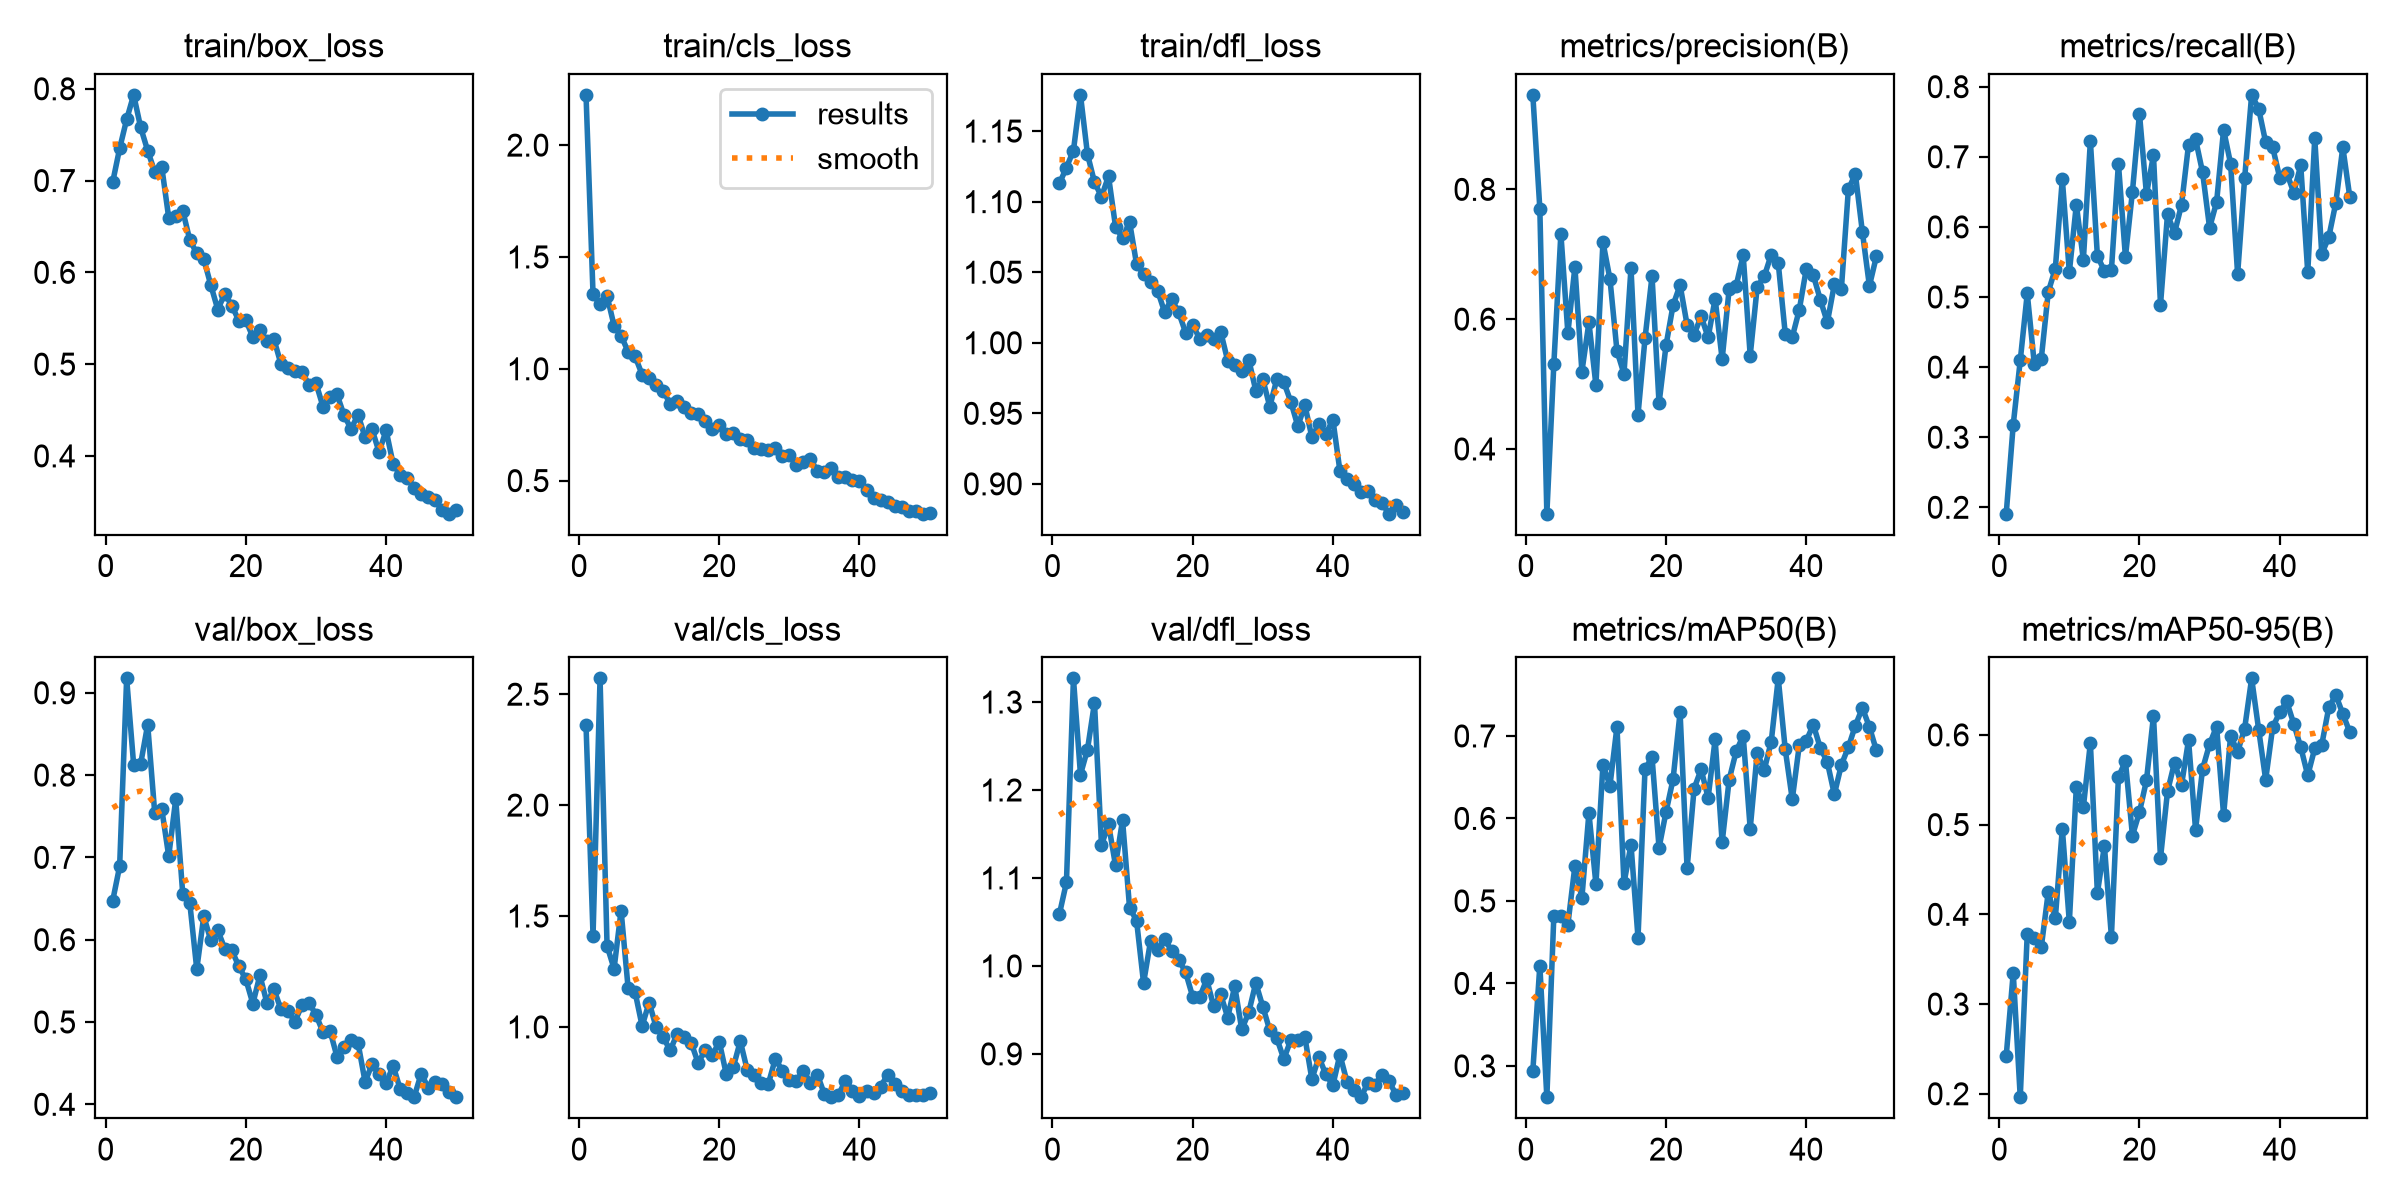 train/box_loss
0.8
0.7
0.6
0.5
0.4
0 20 40
train/cls_loss
results
smooth
2.0
1.5
1.0
0.5
0 20 40
train/dfl_loss
1.15
1.10
1.05
1.00
0.95
0.90
0 20 40
metrics/precision(B)
0.8
0.6
0.4
0 20 40
metrics/recall(B)
0.8
0.7
0.6
0.5
0.4
0.3
0.2
0 20 40
val/box_loss
0.9
0.8
0.7
0.6
0.5
0.4
0 20 40
val/cls_loss
2.5
2.0
1.5
1.0
0 20 40
val/dfl_loss
1.3
1.2
1.1
1.0
0.9
0 20 40
metrics/mAP50(B)
0.7
0.6
0.5
0.4
0.3
0 20 40
metrics/mAP50-95(B)
0.6
0.5
0.4
0.3
0.2
0 20 40